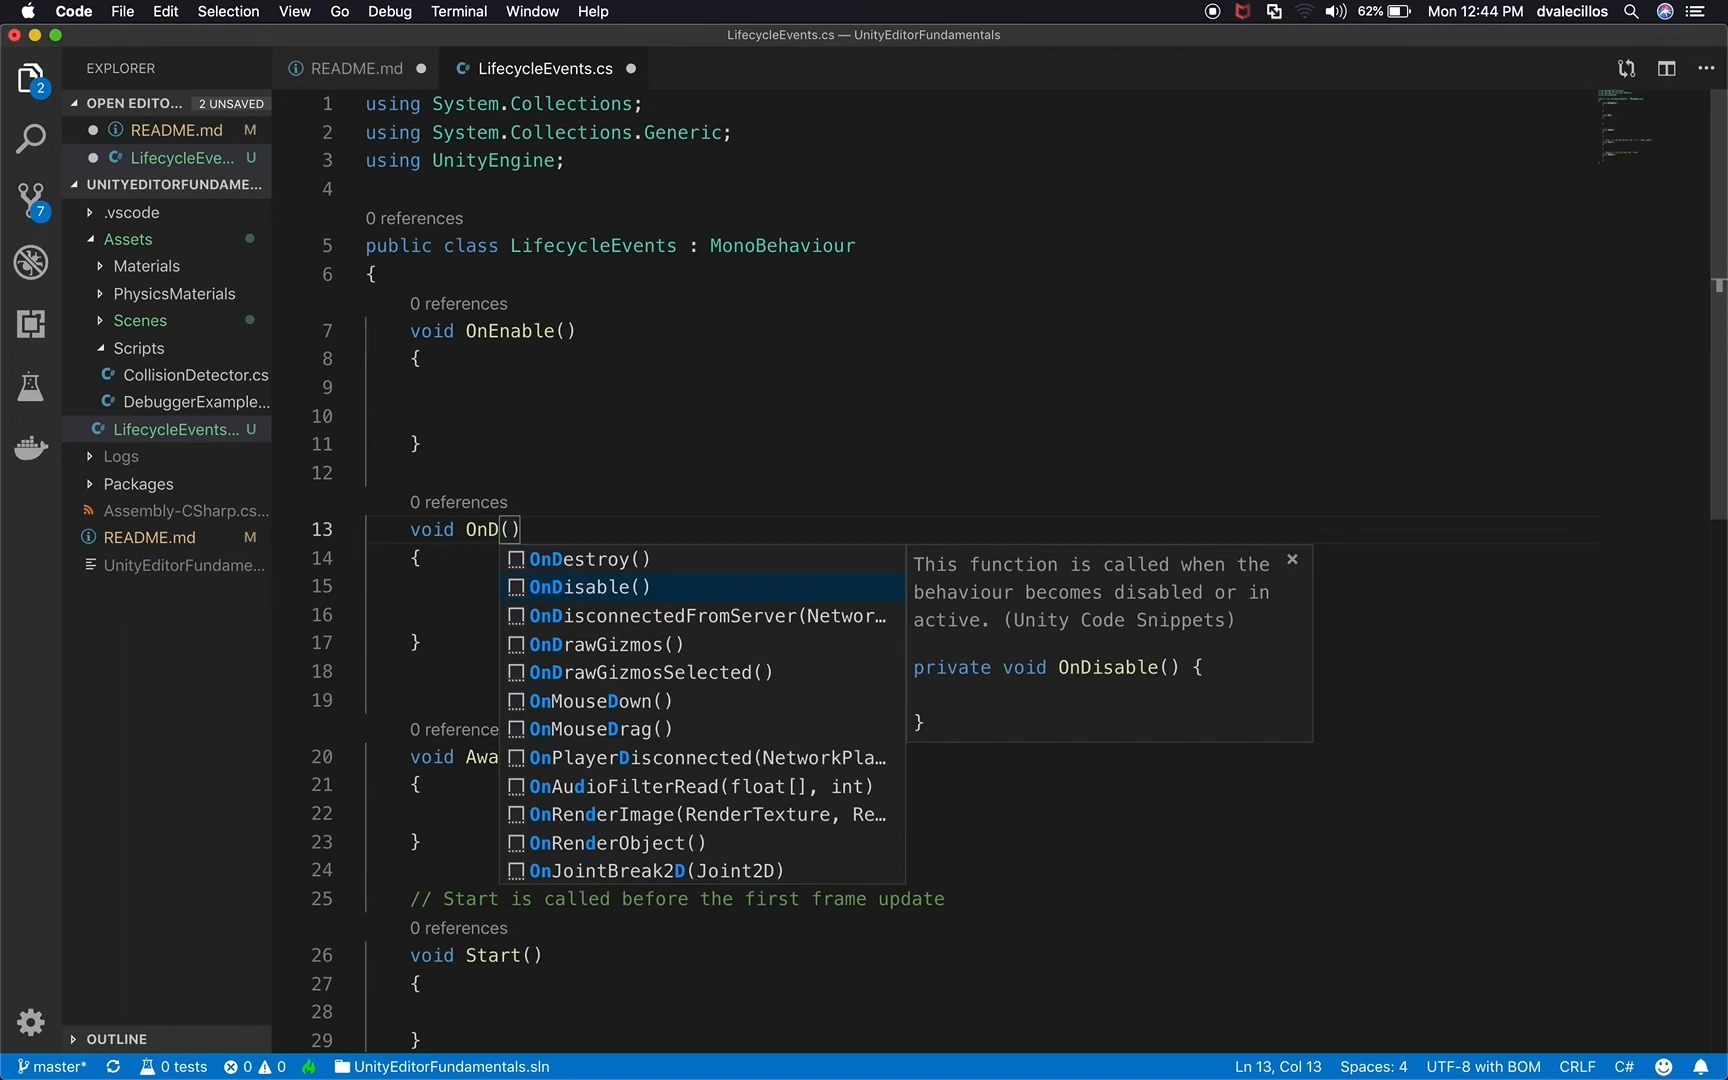 Code File Edit Selection View Go Debug Terminal Window Help 62% Mon 12:44 PM dvalecillos
LifecycleEvents.cs — UnityEditorFundamentals
EXPLORER
README.md
LifecycleEvents.cs
OPEN EDITO... 2 UNSAVED
README.md M
LifecycleEve... U
UNITYEDITORFUNDAME...
.vscode
Assets
Materials
PhysicsMaterials
Scenes
Scripts
CollisionDetector.cs
DebuggerExample...
LifecycleEvents... U
Logs
Packages
Assembly-CSharp.cs...
README.md M
UnityEditorFundame...
OUTLINE
2
7
1 using System.Collections;
2 using System.Collections.Generic;
3 using UnityEngine;
4
0 references
5 public class LifecycleEvents : MonoBehaviour
6 {
0 references
7 void OnEnable()
8 {
9
10
11 }
12
0 references
13 void OnD()
14 {
15
16
17 }
18
19
0 reference
20 void Awa
21 {
22
23 }
24
25 // Start is called before the first frame update
0 references
26 void Start()
27 {
28
29 }
OnDestroy()
OnDisable()
OnDisconnectedFromServer(Networ...
OnDrawGizmos()
OnDrawGizmosSelected()
OnMouseDown()
OnMouseDrag()
OnPlayerDisconnected(NetworkPla...
OnAudioFilterRead(float[], int)
OnRenderImage(RenderTexture, Re...
OnRenderObject()
OnJointBreak2D(Joint2D)
This function is called when the
behaviour becomes disabled or in
active. (Unity Code Snippets)
private void OnDisable() {
}
master* 0 tests 0 0 UnityEditorFundamentals.sln Ln 13, Col 13 Spaces: 4 UTF-8 with BOM CRLF C#